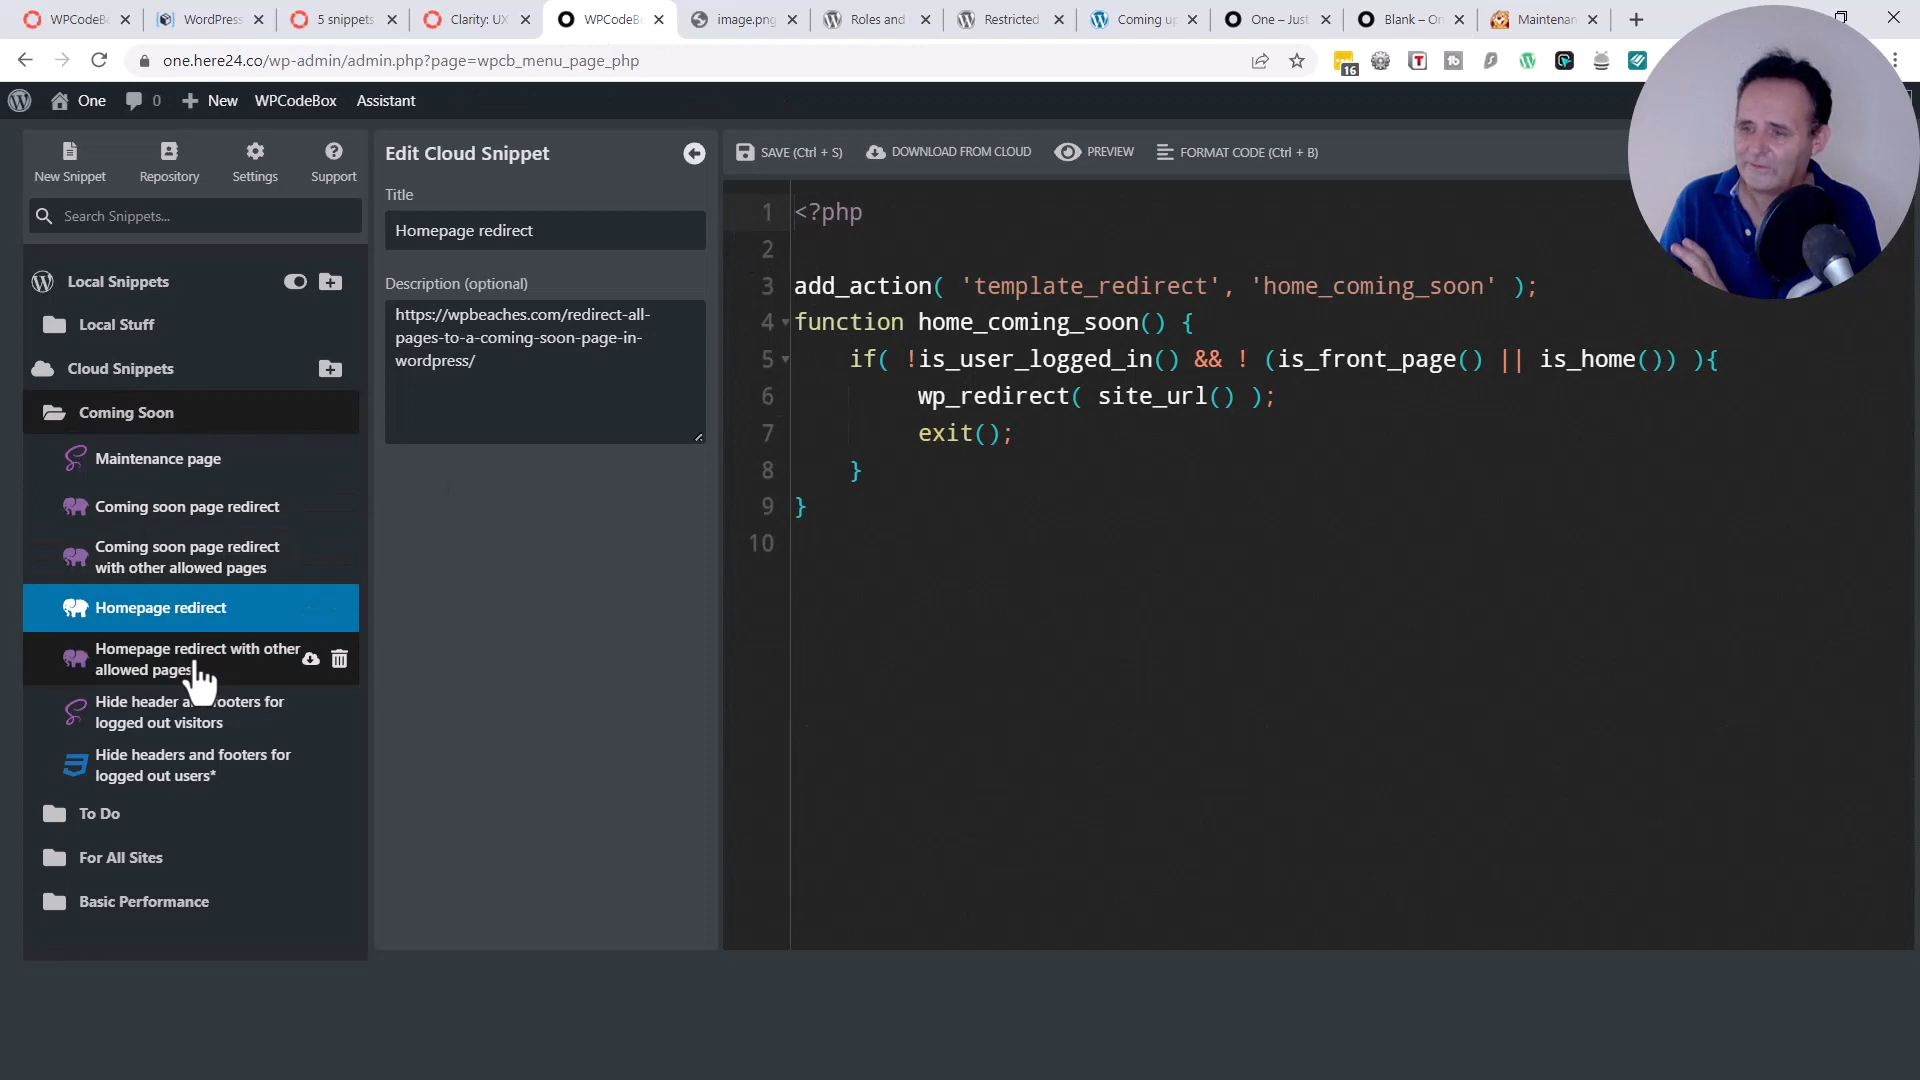 WPCodeBo
WordPress
5 snippets
Clarity: UX
WPCodeBo
image.png
Roles and
Restricted
Coming up
One – Just
Blank – On
Maintenan
one.here24.co/wp-admin/admin.php?page=wpcb_menu_page_php
16
One
0
New
WPCodeBox
Assistant
New Snippet
Repository
Settings
Support
Search Snippets...
Local Snippets
Local Stuff
Cloud Snippets
Coming Soon
Maintenance page
Coming soon page redirect
Coming soon page redirect
with other allowed pages
Homepage redirect
Homepage redirect with other
allowed pages
Hide header a footers for
logged out visitors
Hide headers and footers for
logged out users*
To Do
For All Sites
Basic Performance
Edit Cloud Snippet
Title
Homepage redirect
Description (optional)
https://wpbeaches.com/redirect-all-
pages-to-a-coming-soon-page-in-
wordpress/
SAVE (Ctrl + S)
DOWNLOAD FROM CLOUD
PREVIEW
FORMAT CODE (Ctrl + B)
1 <?php
2
3 add_action( 'template_redirect', 'home_coming_soon' );
4 function home_coming_soon() {
5 if( !is_user_logged_in() && ! (is_front_page() || is_home()) ){
6 wp_redirect( site_url() );
7 exit();
8 }
9 }
10